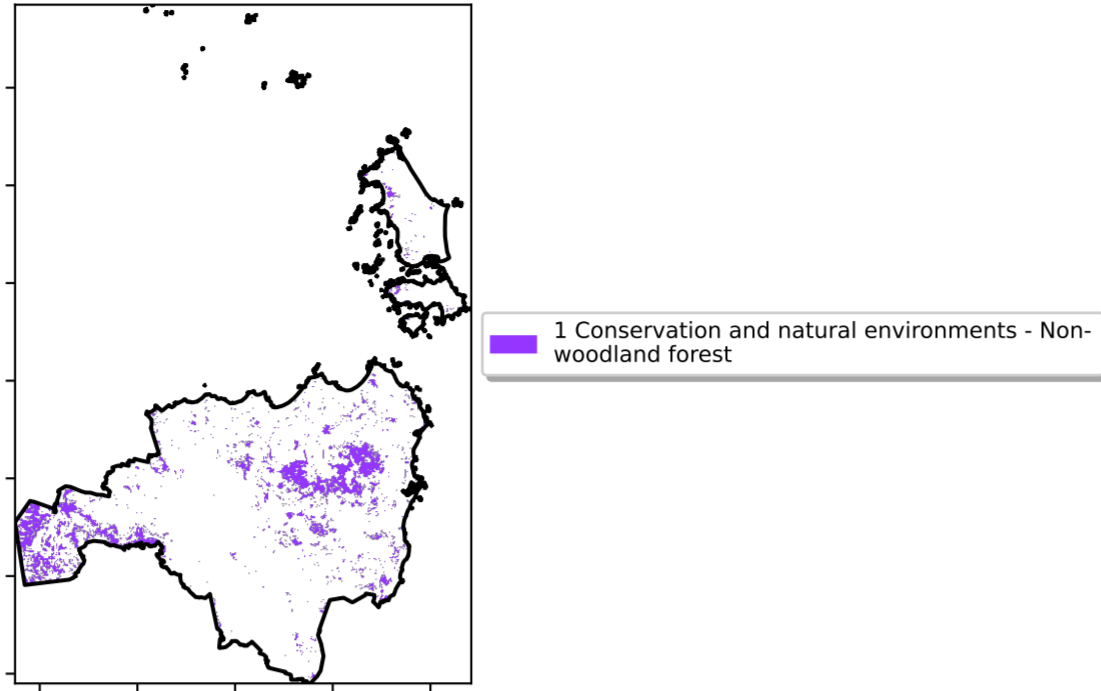 1 Conservation and natural environments - Non-
woodland forest